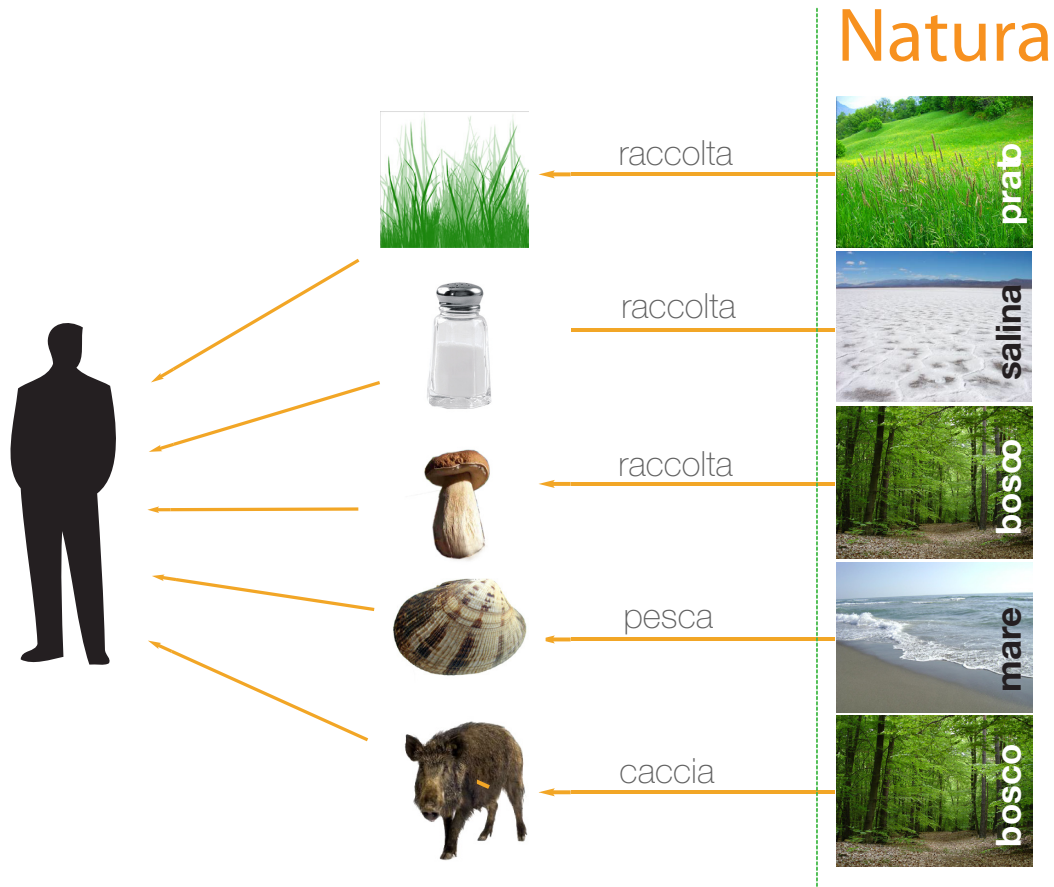 Natura
raccolta
prato
raccolta
salina
raccolta
bosco
pesca
mare
caccia
bosco